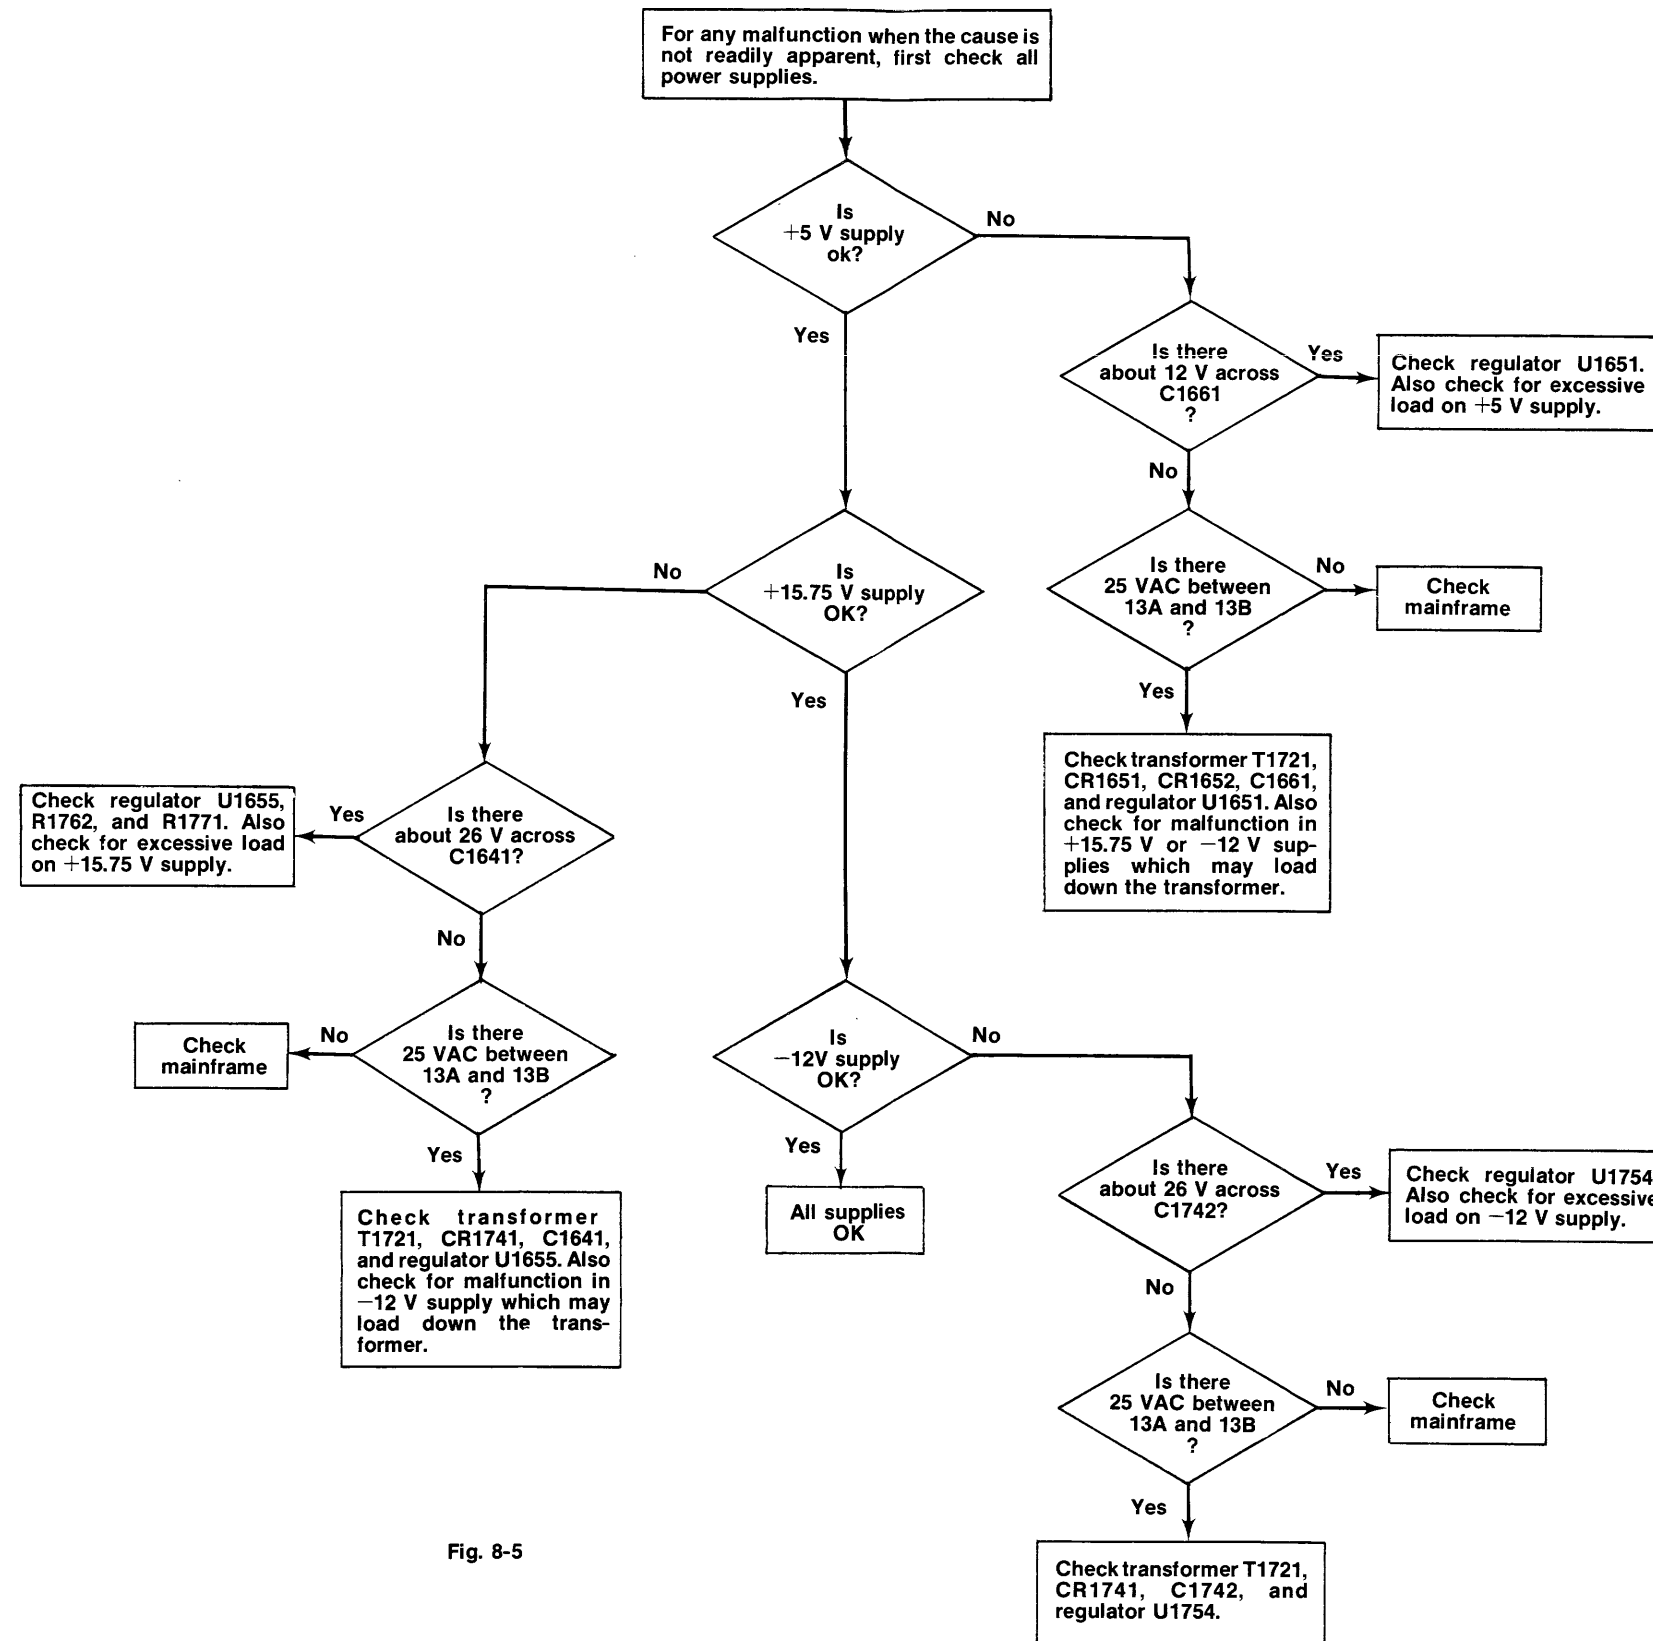 For any malfunction when the cause is
not readily apparent, first check all
power supplies.
Is
+5 V supply
ok?
No
Yes
Is there
about 12 V across
C1661
?
Yes
Check regulator U1651.
Also check for excessive
load on +5 V supply.
No
Is there
25 VAC between
13A and 13B
?
No
Check
mainframe
Yes
Check transformer T1721,
CR1651, CR1652, C1661,
and regulator U1651. Also
check for malfunction in
+15.75 V or −12 V sup-
plies which may load
down the transformer.
Is
+15.75 V supply
OK?
No
Yes
Is there
about 26 V across
C1641?
Yes
Check regulator U1655,
R1762, and R1771. Also
check for excessive load
on +15.75 V supply.
No
Is there
25 VAC between
13A and 13B
?
No
Check
mainframe
Yes
Check transformer
T1721, CR1741, C1641,
and regulator U1655. Also
check for malfunction in
−12 V supply which may
load down the trans-
former.
Is
−12V supply
OK?
No
Yes
All supplies
OK
Is there
about 26 V across
C1742?
Yes
Check regulator U1754
Also check for excessive
load on −12 V supply.
No
Is there
25 VAC between
13A and 13B
?
No
Check
mainframe
Yes
Check transformer T1721,
CR1741, C1742, and
regulator U1754.
Fig. 8-5